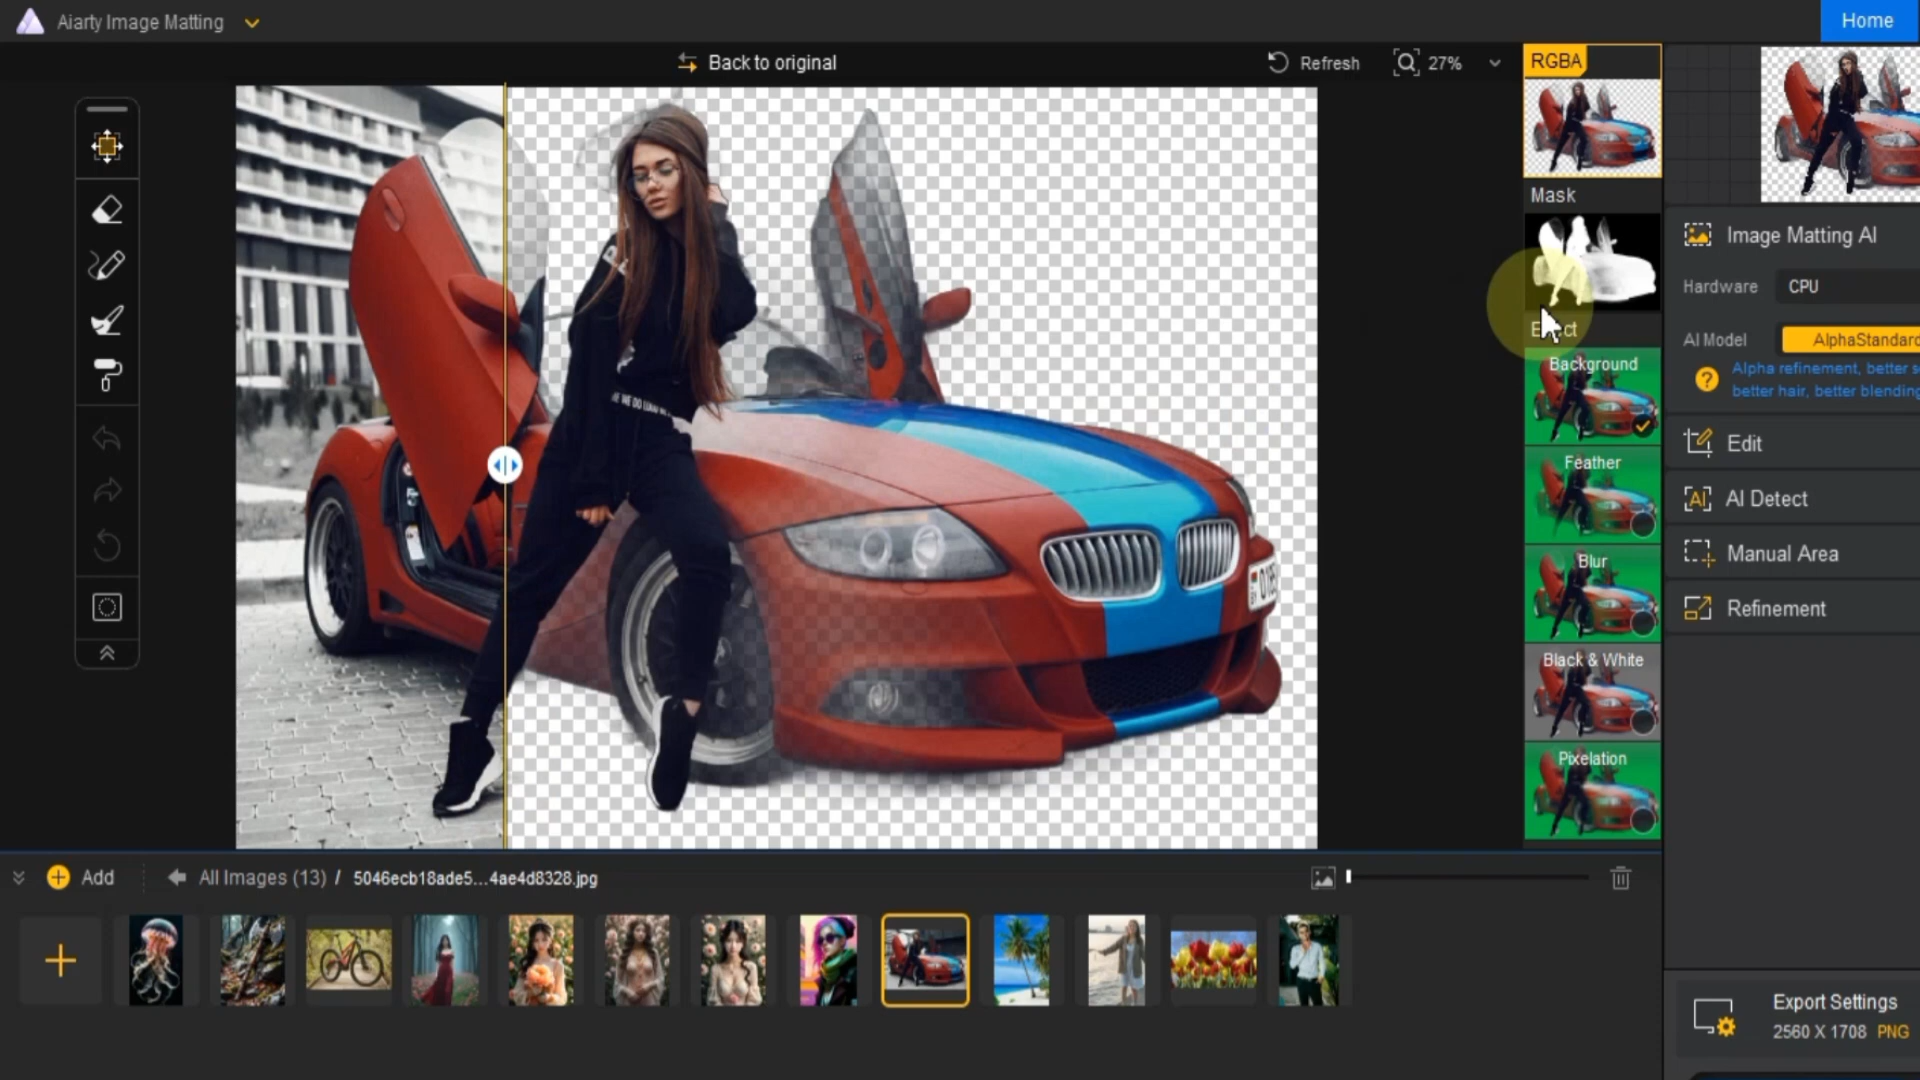 Aiarty Image Matting
Home
Back to original
Refresh
27%
RGBA
Mask
Image Matting AI
Hardware
CPU
AI Model
AlphaStandard
Alpha refinement, better
better hair, better blending
Background
Edit
Feather
AI Detect
Manual Area
Blur
Refinement
Black & White
Pixelation
Add
All Images (13) / 5046ecb18ade5...4ae4d8328.jpg
Export Settings
2560 X 1708 PNG